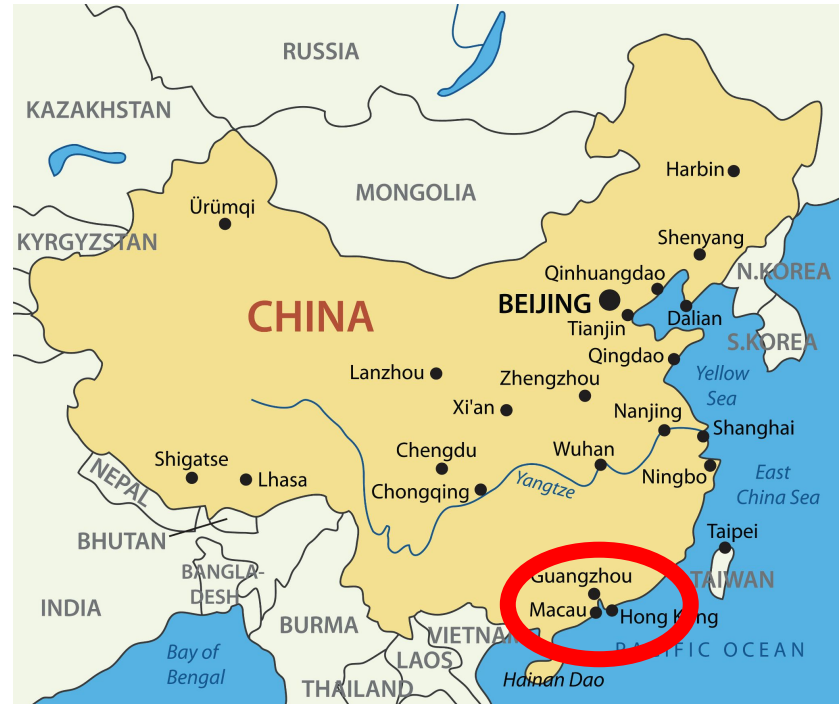 RUSSIA
KAZAKHSTAN
MONGOLIA
Harbin
Ürümqi
KYRGYZSTAN
Shenyang
Qinhuangdao
N.KOREA
BEIJING
CHINA
Tianjin
Dalian
S.KOREA
Qingdao
Lanzhou
Zhengzhou
Yellow
Sea
Xi'an
Nanjing
Shanghai
Chengdu
Wuhan
Shigatse
Lhasa
Ningbo
East
China Sea
NEPAL
Chongqing
Yangtze
BHUTAN
Taipei
BANGLA-
DESH
Guangzhou
TAIWAN
INDIA
Macau
Hong Kong
BURMA
VIETNAM
PACIFIC OCEAN
Bay of
Bengal
LAOS
Hainan Dao
THAILAND